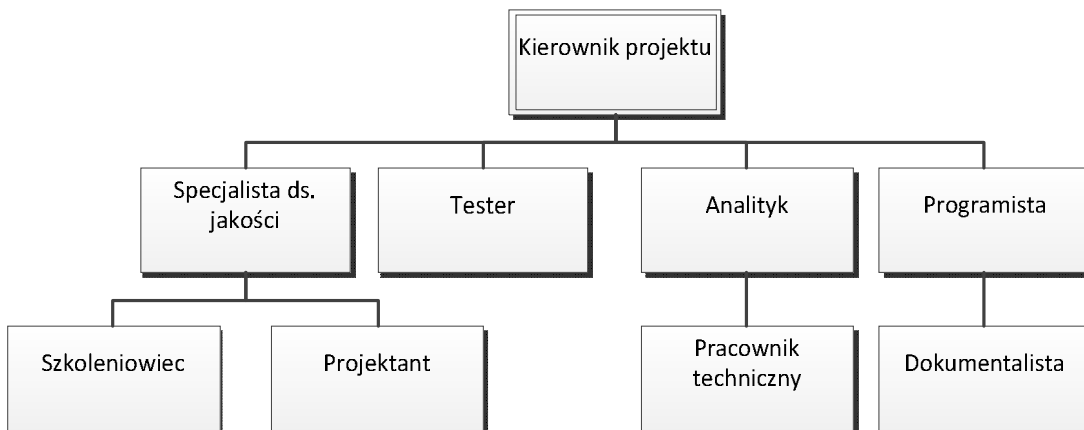 Kierownik projektu
Specjalista ds.
jakości
Tester
Analityk
Programista
Szkoleniowiec
Projektant
Pracownik
techniczny
Dokumentalista